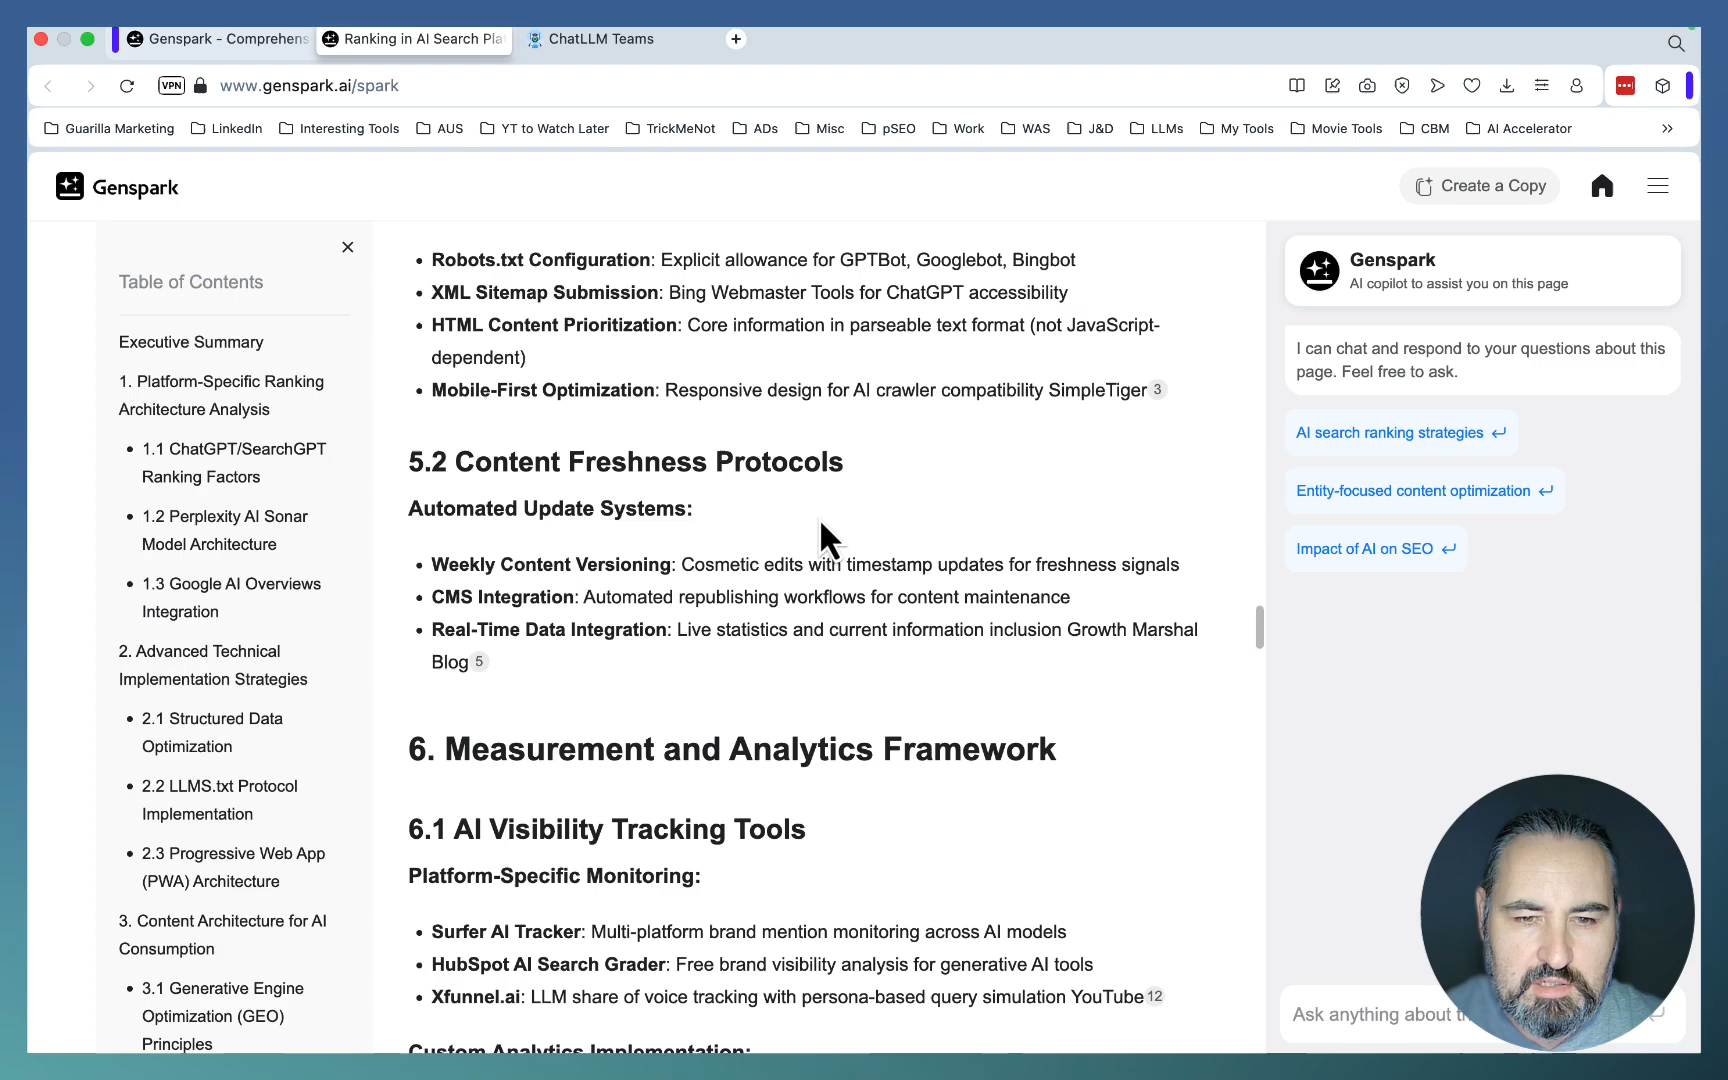 Genspark - Comprehens
Ranking in AI Search Pla
ChatLLM Teams
VPN
www.genspark.ai/spark
Guarilla Marketing
LinkedIn
Interesting Tools
AUS
YT to Watch Later
TrickMeNot
ADs
Misc
pSEO
Work
WAS
J&D
LLMs
My Tools
Movie Tools
CBM
AI Accelerator
Genspark
Create a Copy
Table of Contents
Executive Summary
1. Platform-Specific Ranking
Architecture Analysis
1.1 ChatGPT/SearchGPT
Ranking Factors
1.2 Perplexity AI Sonar
Model Architecture
1.3 Google AI Overviews
Integration
2. Advanced Technical
Implementation Strategies
2.1 Structured Data
Optimization
2.2 LLMS.txt Protocol
Implementation
2.3 Progressive Web App
(PWA) Architecture
3. Content Architecture for AI
Consumption
3.1 Generative Engine
Optimization (GEO)
Principles
Robots.txt Configuration: Explicit allowance for GPTBot, Googlebot, Bingbot
XML Sitemap Submission: Bing Webmaster Tools for ChatGPT accessibility
HTML Content Prioritization: Core information in parseable text format (not JavaScript-
dependent)
Mobile-First Optimization: Responsive design for AI crawler compatibility SimpleTiger 3
5.2 Content Freshness Protocols
Automated Update Systems:
Weekly Content Versioning: Cosmetic edits with timestamp updates for freshness signals
CMS Integration: Automated republishing workflows for content maintenance
Real-Time Data Integration: Live statistics and current information inclusion Growth Marshal
Blog 5
6. Measurement and Analytics Framework
6.1 AI Visibility Tracking Tools
Platform-Specific Monitoring:
Surfer AI Tracker: Multi-platform brand mention monitoring across AI models
HubSpot AI Search Grader: Free brand visibility analysis for generative AI tools
Xfunnel.ai: LLM share of voice tracking with persona-based query simulation YouTube 12
Custom Analytics Implementation:
Genspark
AI copilot to assist you on this page
I can chat and respond to your questions about this
page. Feel free to ask.
AI search ranking strategies
Entity-focused content optimization
Impact of AI on SEO
Ask anything about